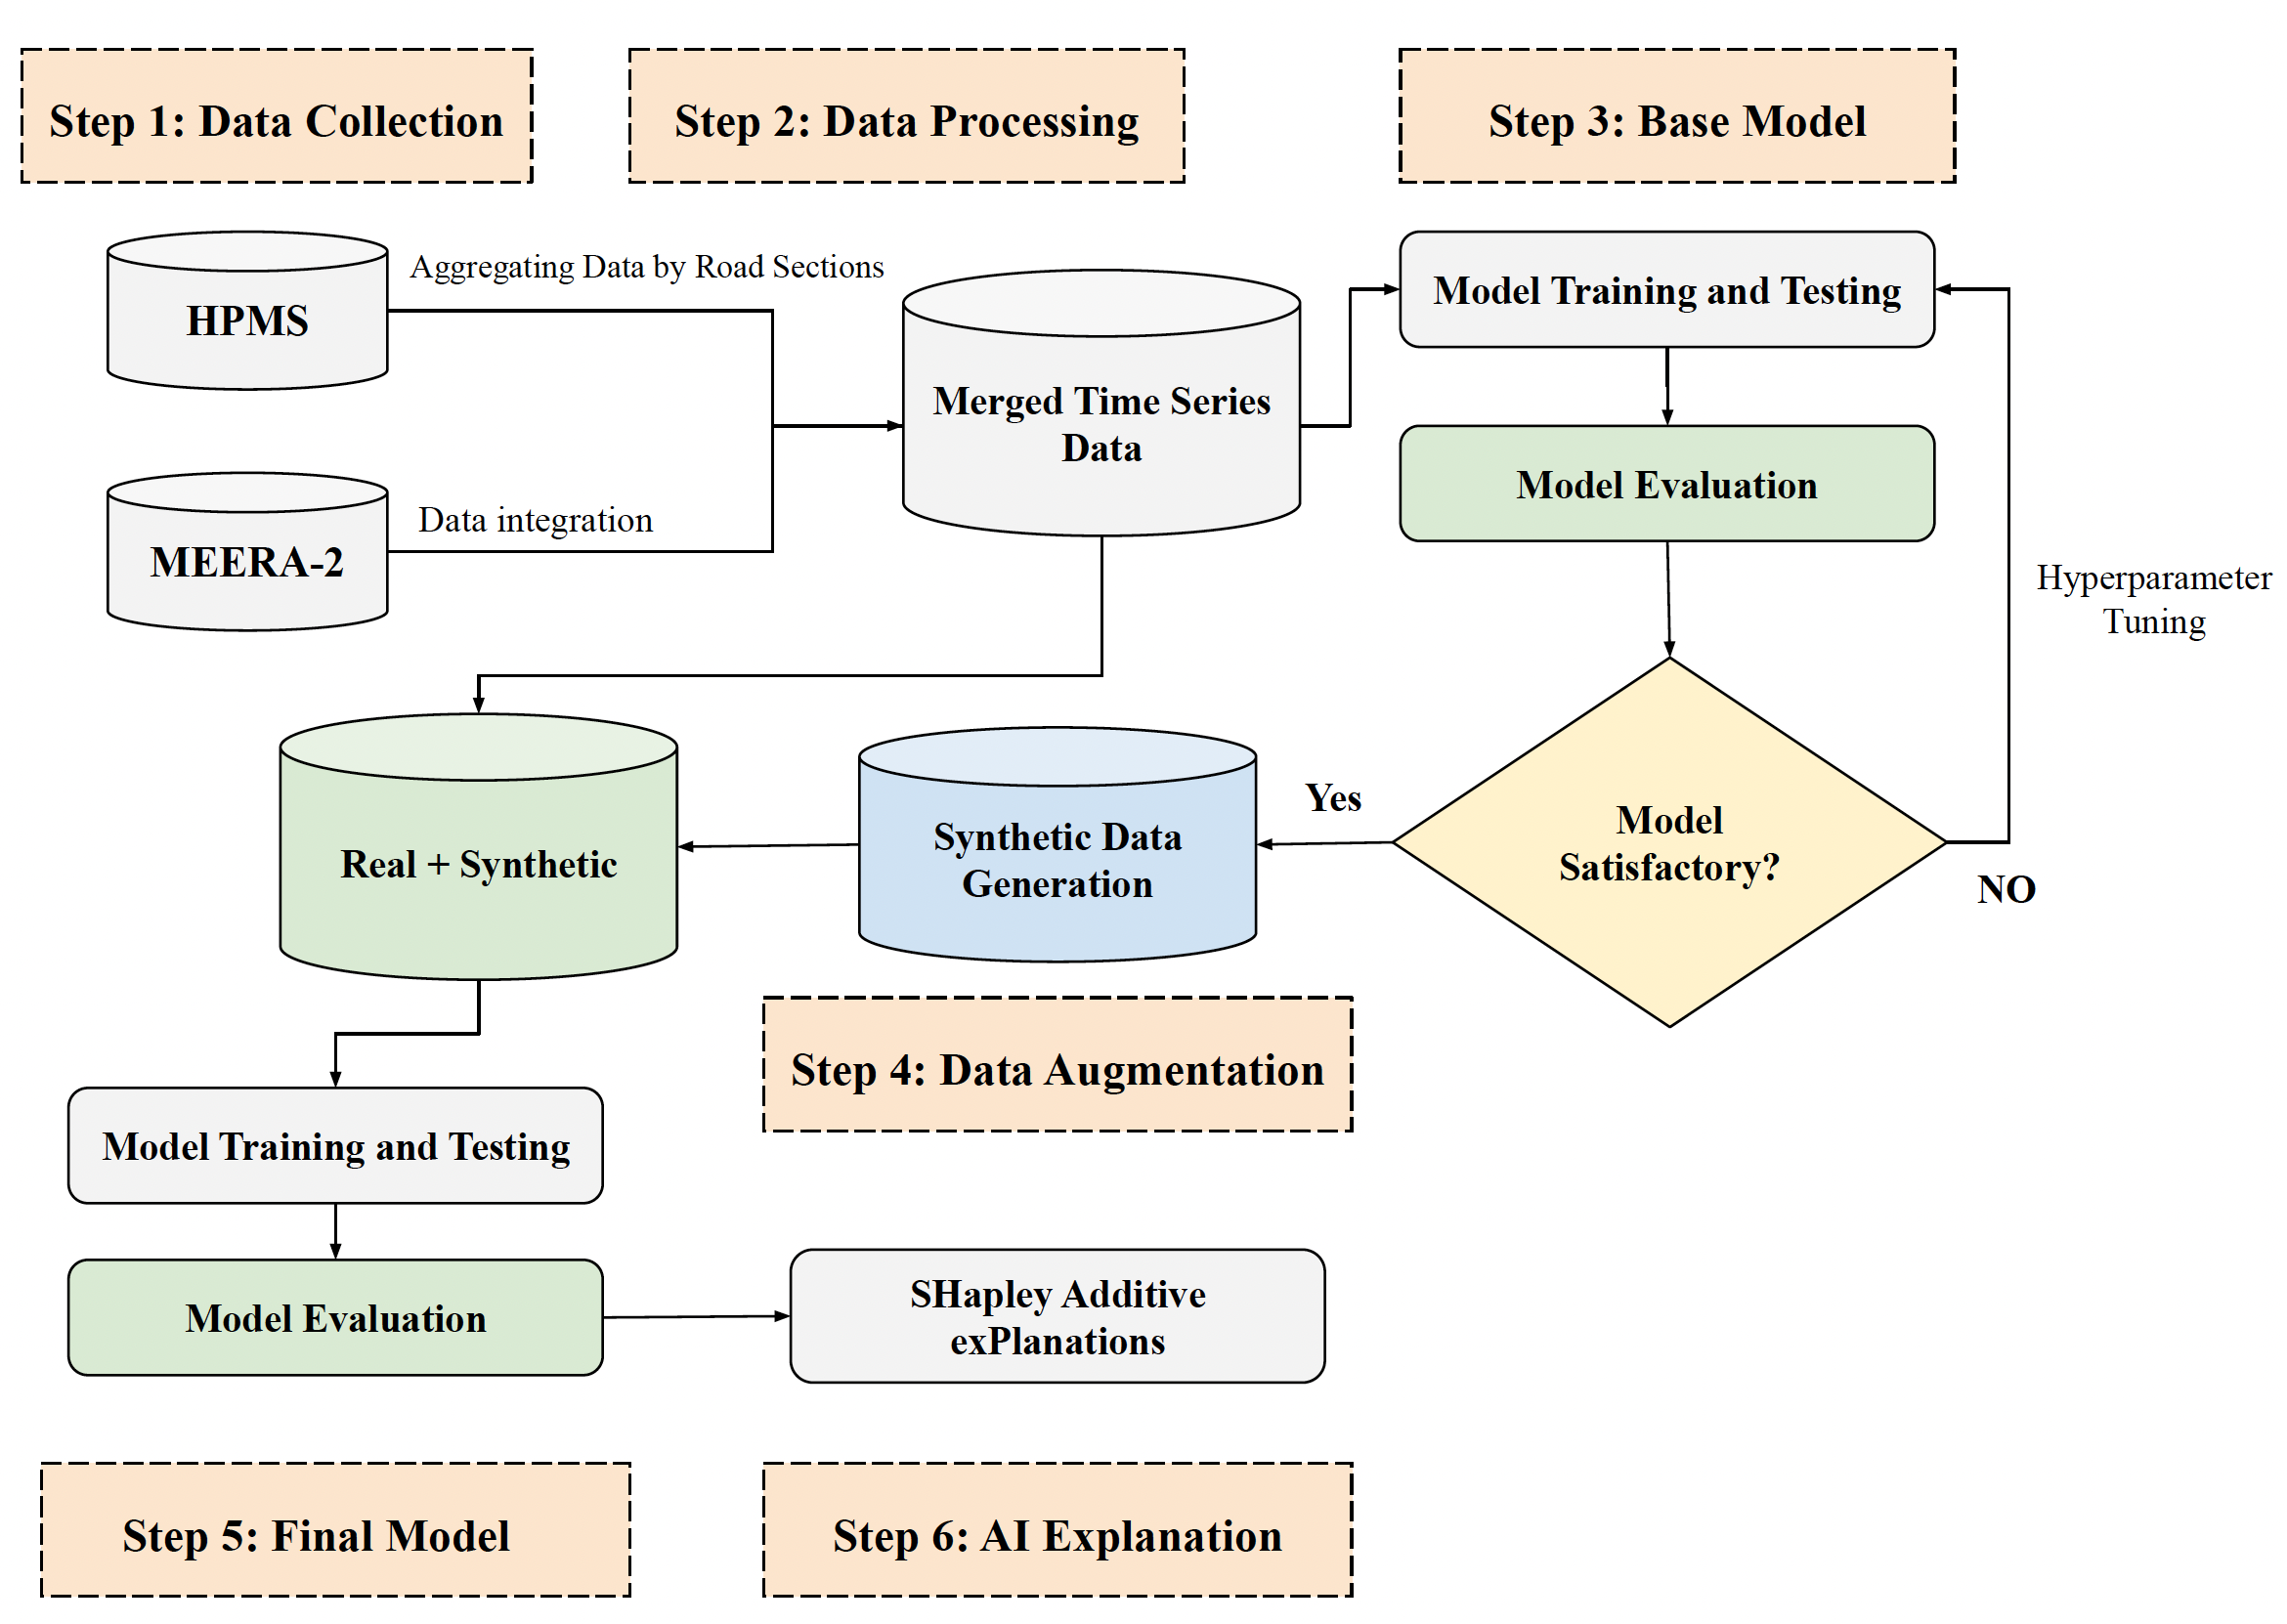 Step 1: Data Collection
Step 2: Data Processing
Step 3: Base Model
HPMS
Aggregating Data by Road Sections
MEERA-2
Data integration
Merged Time Series
Data
Model Training and Testing
Model Evaluation
Hyperparameter
Tuning
Model
Satisfactory?
NO
Yes
Synthetic Data
Generation
Real + Synthetic
Step 4: Data Augmentation
Model Training and Testing
Model Evaluation
SHapley Additive
exPlanations
Step 5: Final Model
Step 6: AI Explanation